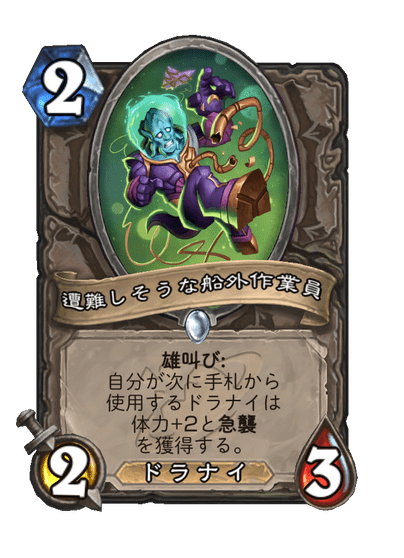 2
遭難しそうな船外作業員
雄叫び:
自分が次に手札から
使用するドラナイは
体力+2と急襲
を獲得する。
2
ドラナイ
3